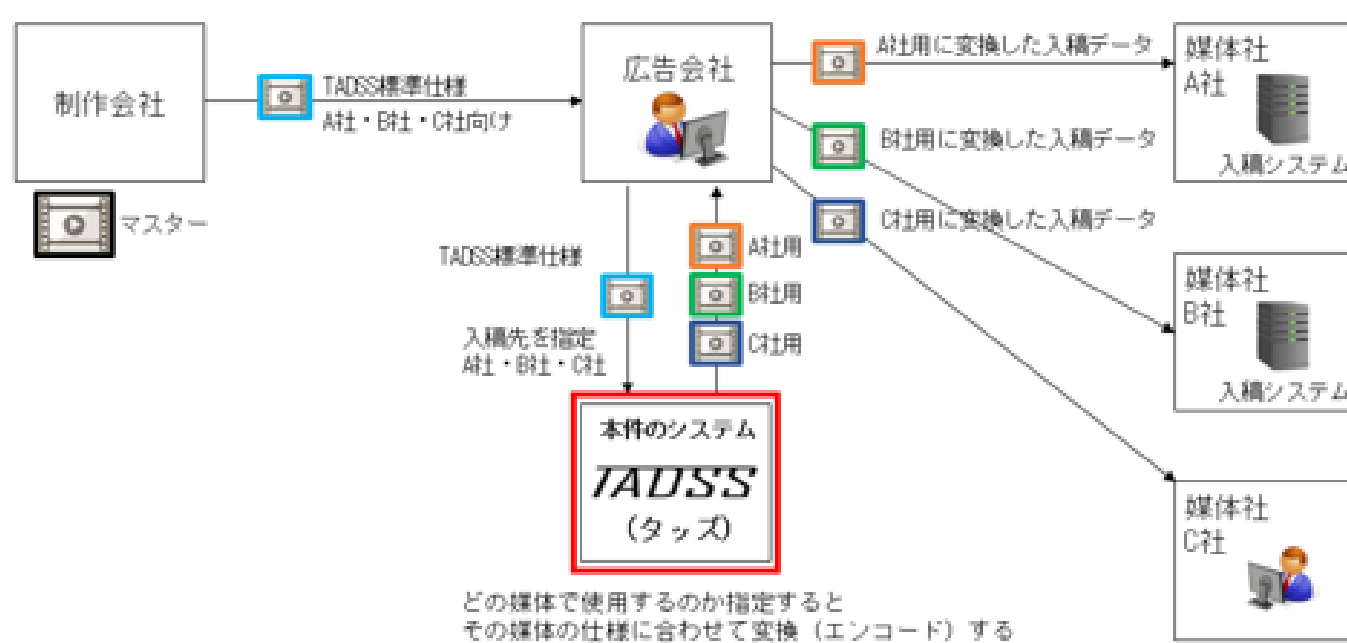 制作会社
マスター
TADSS標準仕様
A社・B社・C社向け
広告会社
A社用に変換した入稿データ
B社用に変換した入稿データ
C社用に変換した入稿データ
媒体社
A社
入稿システム
媒体社
B社
入稿システム
媒体社
C社
TADSS標準仕様
入稿先を指定
A社・B社・C社
A社用
B社用
C社用
本件のシステム
TADSS
(タッズ)
どの媒体で使用するのか指定すると
その媒体の仕様に合わせて変換（エンコード）する